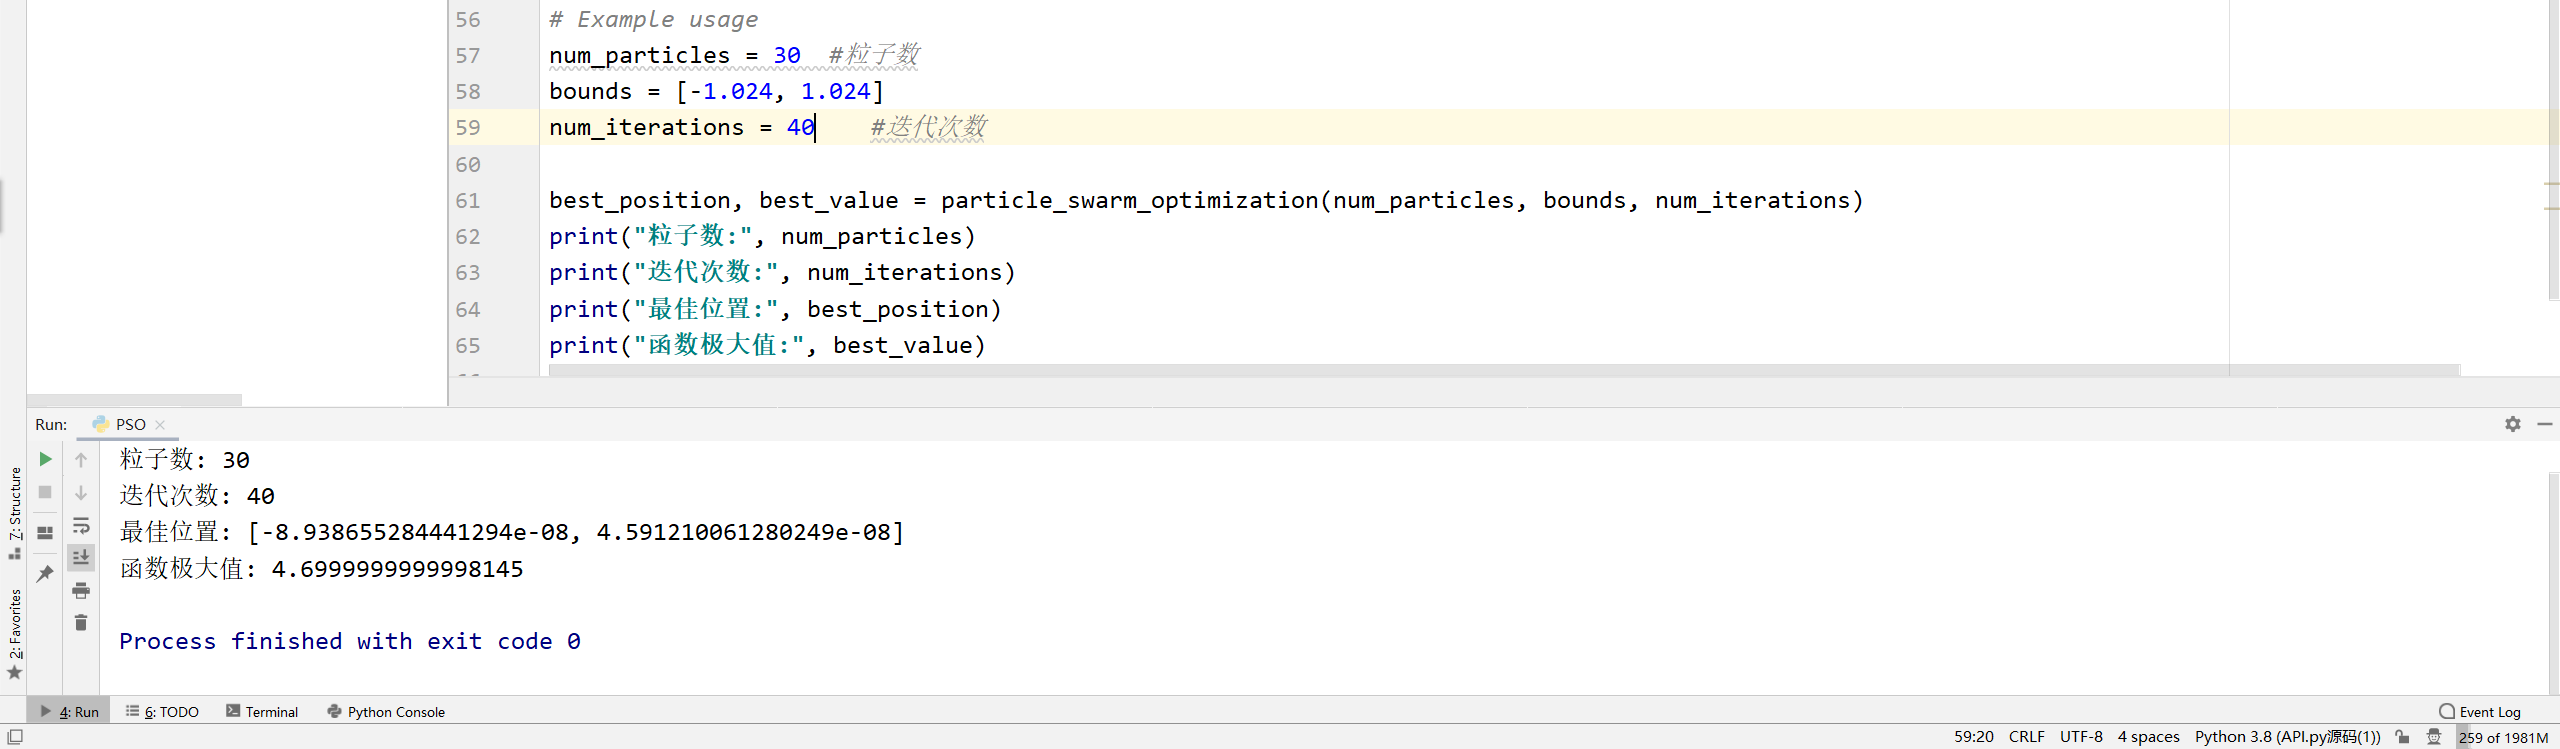 56 # Example usage
57 num_particles = 30  #粒子数
58 bounds = [-1.024, 1.024]
59 num_iterations = 40    #迭代次数
60
61 best_position, best_value = particle_swarm_optimization(num_particles, bounds, num_iterations)
62 print("粒子数:", num_particles)
63 print("迭代次数:", num_iterations)
64 print("最佳位置:", best_position)
65 print("函数极大值:", best_value)
Run: PSO
粒子数: 30
迭代次数: 40
最佳位置: [-8.938655284441294e-08, 4.591210061280249e-08]
函数极大值: 4.6999999999998145
Process finished with exit code 0
7: Structure
2: Favorites
4: Run 6: TODO Terminal Python Console Event Log
59:20 CRLF UTF-8 4 spaces Python 3.8 (API.py源码(1)) 259 of 1981M